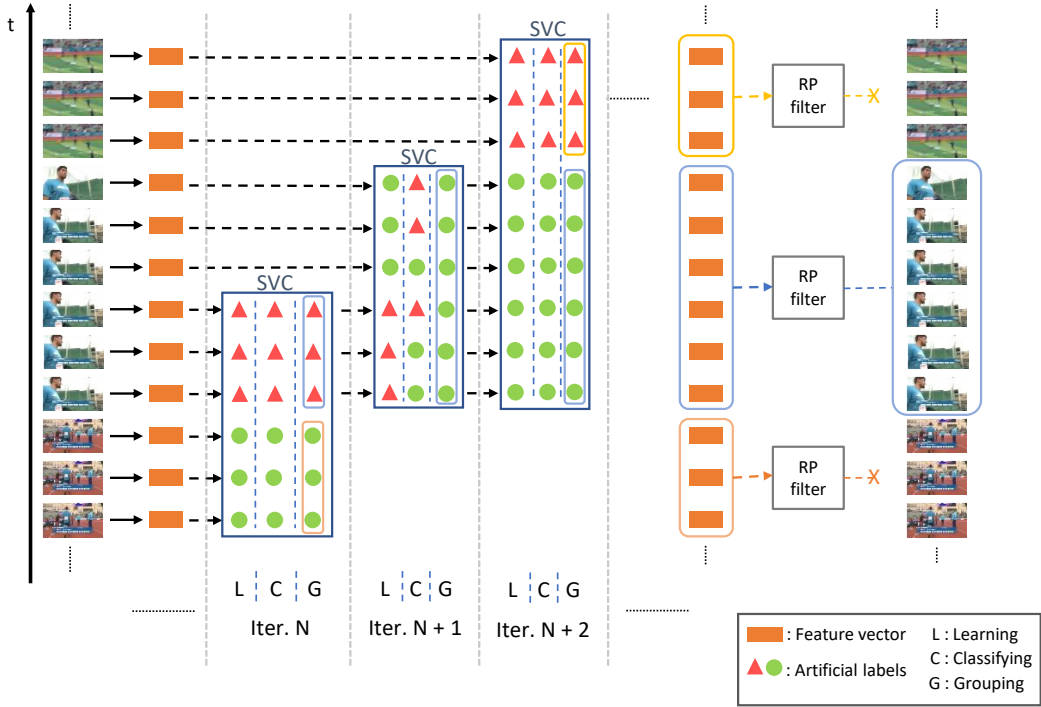 t
SVC
SVC
SVC
RP
filter
RP
filter
RP
filter
L C G
L C G
L C G
Iter. N
Iter. N + 1
Iter. N + 2
: Feature vector
L : Learning
: Artificial labels
C : Classifying
G : Grouping